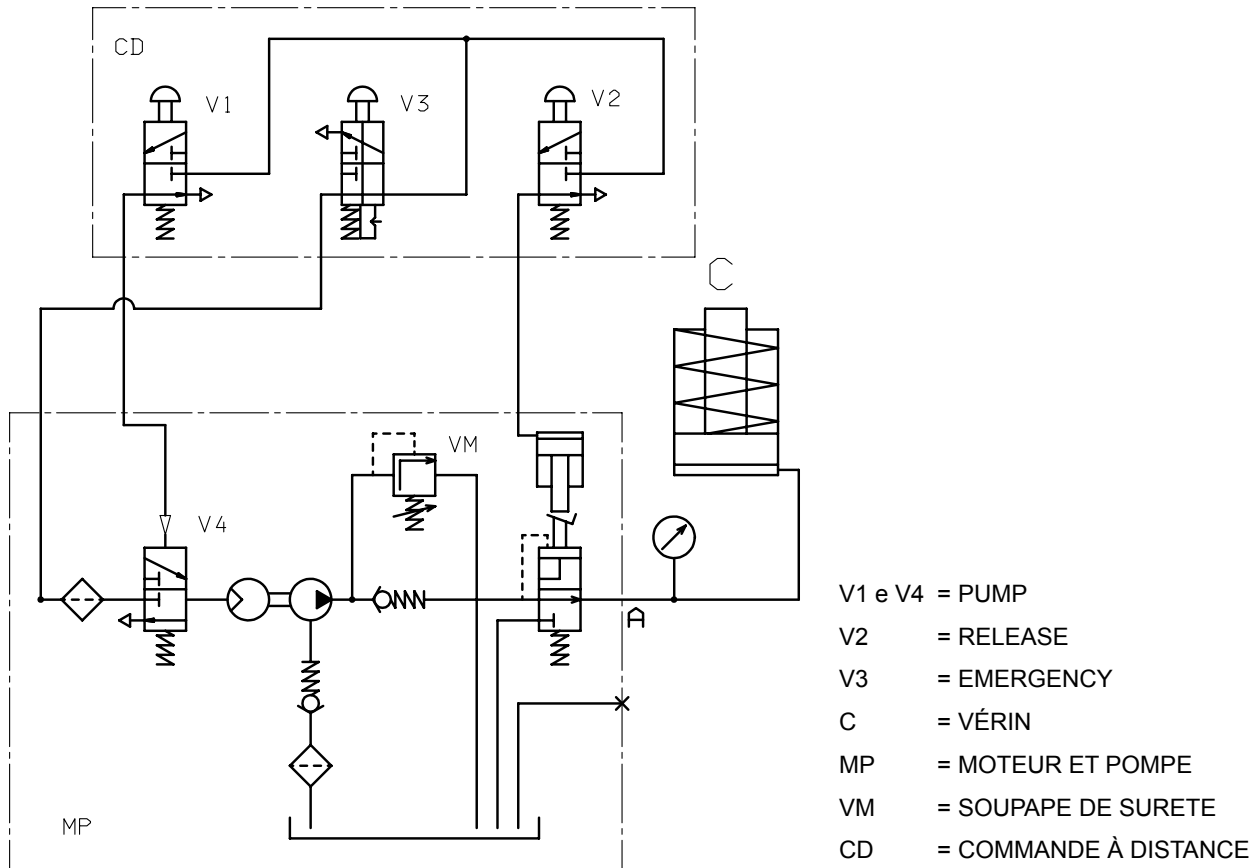 CD
V1
V3
V2
C
VM
V4
A
MP
V1 e V4 = PUMP
V2 = RELEASE
V3 = EMERGENCY
C = VÉRIN
MP = MOTEUR ET POMPE
VM = SOUPAPE DE SURETE
CD = COMMANDE À DISTANCE